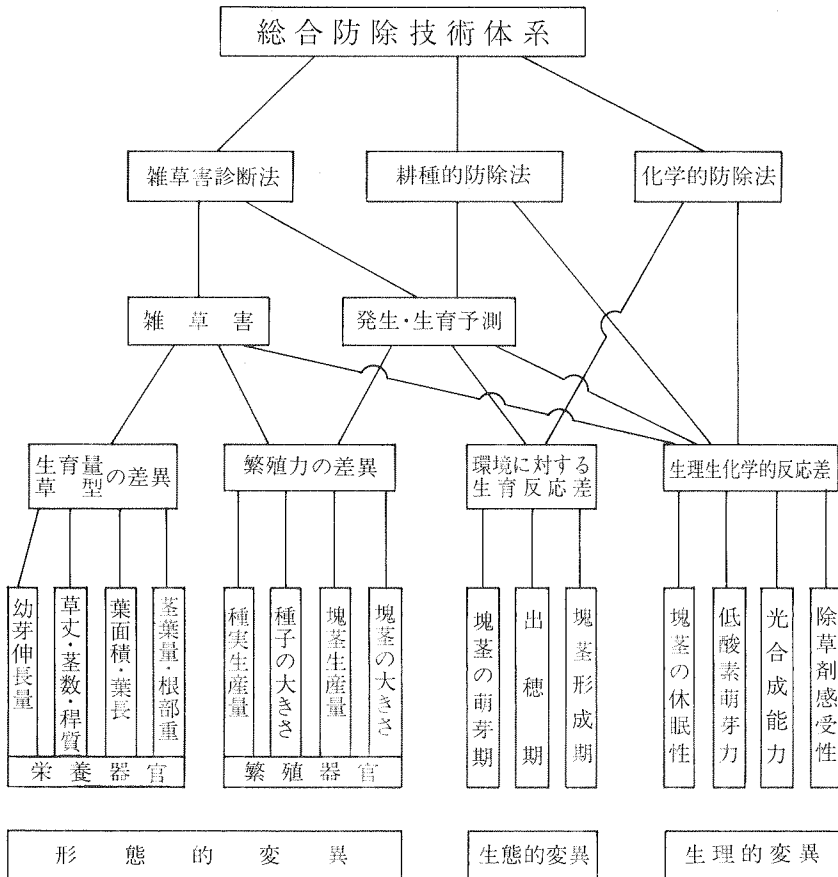 総合防除技術体系
雑草害診断法
耕種的防除法
化学的防除法
雑草害
発生・生育予測
生育量
草型の差異
繁殖力の差異
環境に対する
生育反応差
生理生化学的反応差
幼芽伸長量
草丈・茎数・稈質
葉面積・葉長
茎葉量・根部重
種実生産量
種子の大きさ
塊茎生産量
塊茎の大きさ
塊茎の萌芽期
出穂期
塊茎形成期
塊茎の休眠性
低酸素萌芽力
光合成能力
除草剤感受性
栄養器官
繁殖器官
形態的変異
生態的変異
生理的変異